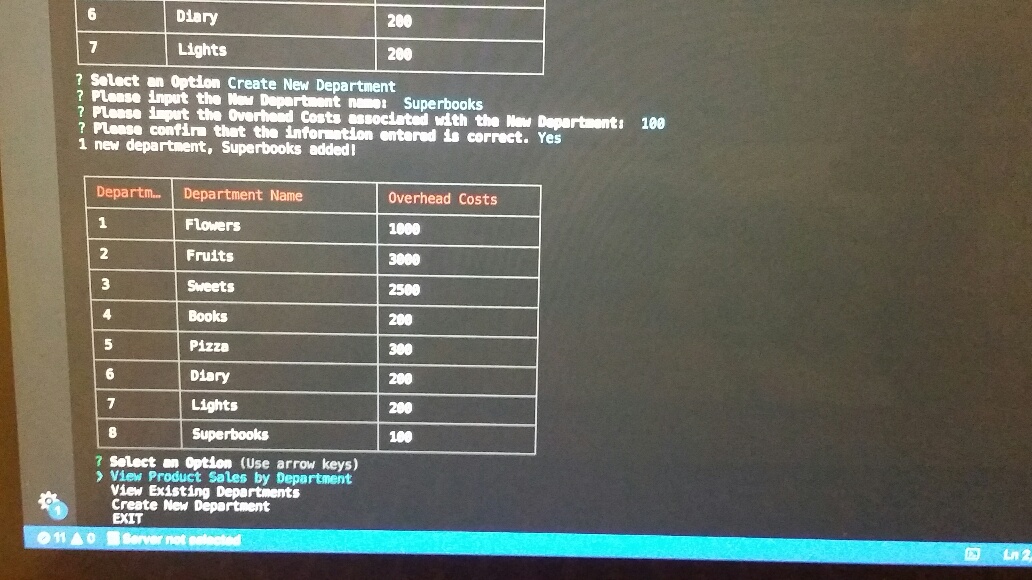 6 Diary 200
7 Lights 200
? Select an Option Create New Department
? Please input the New Department name: Superbooks
? Please input the Overhead Costs associated with the New Department: 100
? Please confirm that the information entered is correct. Yes
1 new department, Superbooks added!
Departm… Department Name Overhead Costs
1 Flowers 1000
2 Fruits 3000
3 Sweets 2500
4 Books 200
5 Pizza 300
6 Diary 200
7 Lights 200
8 Superbooks 100
? Select an Option (Use arrow keys)
❯ View Product Sales by Department
View Existing Departments
Create New Department
EXIT
1
11 0 Server not selected Ln 2,